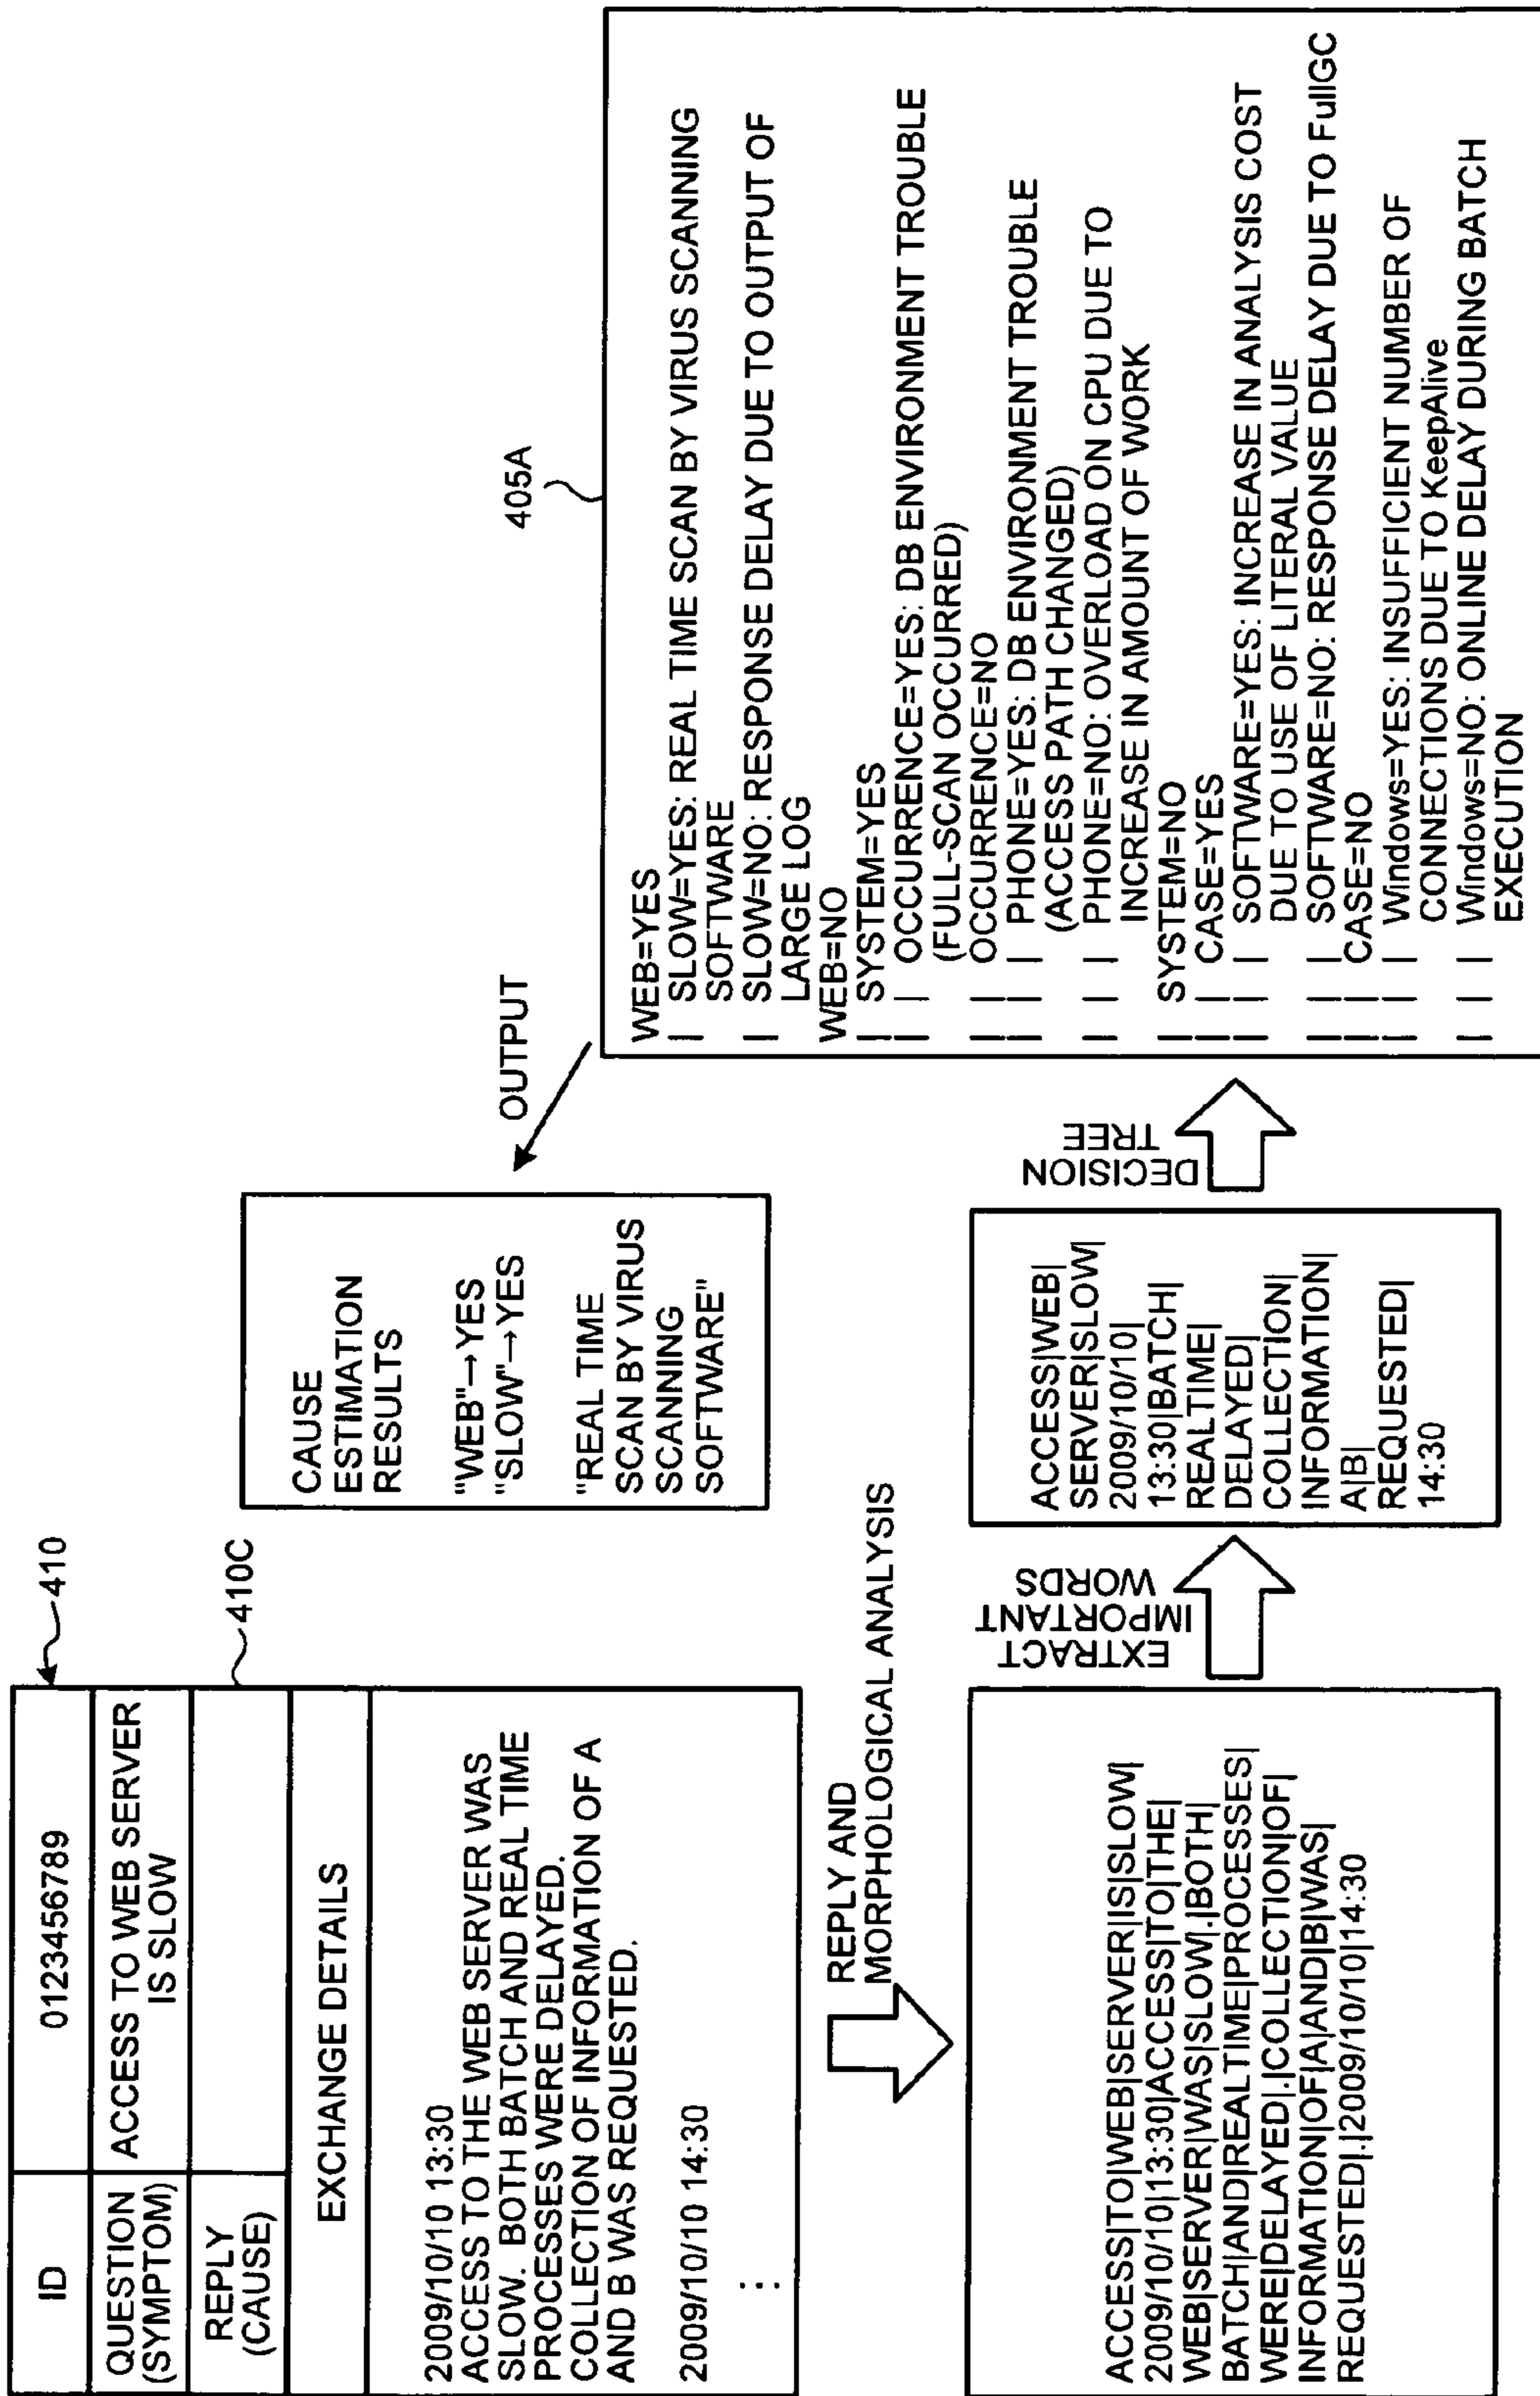 ID
0123456789
410
QUESTION
(SYMPTOM)
ACCESS TO WEB SERVER
IS SLOW
REPLY
(CAUSE)
410C
EXCHANGE DETAILS
2009/10/10 13:30
ACCESS TO THE WEB SERVER WAS
SLOW. BOTH BATCH AND REAL TIME
PROCESSES WERE DELAYED.
COLLECTION OF INFORMATION OF A
AND B WAS REQUESTED.
2009/10/10 14:30
⋮
REPLY AND
MORPHOLOGICAL ANALYSIS
ACCESS|TO|WEB|SERVER|IS|SLOW|
2009/10/10|13:30|ACCESS|TO|THE|
WEB|SERVER|WAS|SLOW|.|BOTH|
BATCH|AND|REALTIME|PROCESSES|
WERE|DELAYED|.|COLLECTION|OF|
INFORMATION|OF|A|AND|B|WAS|
REQUESTED|.|2009/10/10|14:30
EXTRACT
IMPORTANT
WORDS
ACCESS|WEB|
SERVER|SLOW|
2009/10/10|
13:30|BATCH|
REALTIME|
DELAYED|
COLLECTION|
INFORMATION|
A|B|
REQUESTED|
14:30
DECISION
TREE
405A
WEB=YES
| SLOW=YES: REAL TIME SCAN BY VIRUS SCANNING
SOFTWARE
| SLOW=NO: RESPONSE DELAY DUE TO OUTPUT OF
LARGE LOG
WEB=NO
| SYSTEM=YES
| | OCCURRENCE=YES: DB ENVIRONMENT TROUBLE
(FULL-SCAN OCCURRED)
| | OCCURRENCE=NO
| | | PHONE=YES: DB ENVIRONMENT TROUBLE
(ACCESS PATH CHANGED)
| | | PHONE=NO: OVERLOAD ON CPU DUE TO
INCREASE IN AMOUNT OF WORK
| SYSTEM=NO
| | CASE=YES
| | | SOFTWARE=YES: INCREASE IN ANALYSIS COST
DUE TO USE OF LITERAL VALUE
| | | SOFTWARE=NO: RESPONSE DELAY DUE TO FullGC
| | CASE=NO
| | | Windows=YES: INSUFFICIENT NUMBER OF
CONNECTIONS DUE TO KeepAlive
| | | Windows=NO: ONLINE DELAY DURING BATCH
EXECUTION
OUTPUT
CAUSE
ESTIMATION
RESULTS
"WEB"→YES
"SLOW"→YES
"REAL TIME
SCAN BY VIRUS
SCANNING
SOFTWARE"